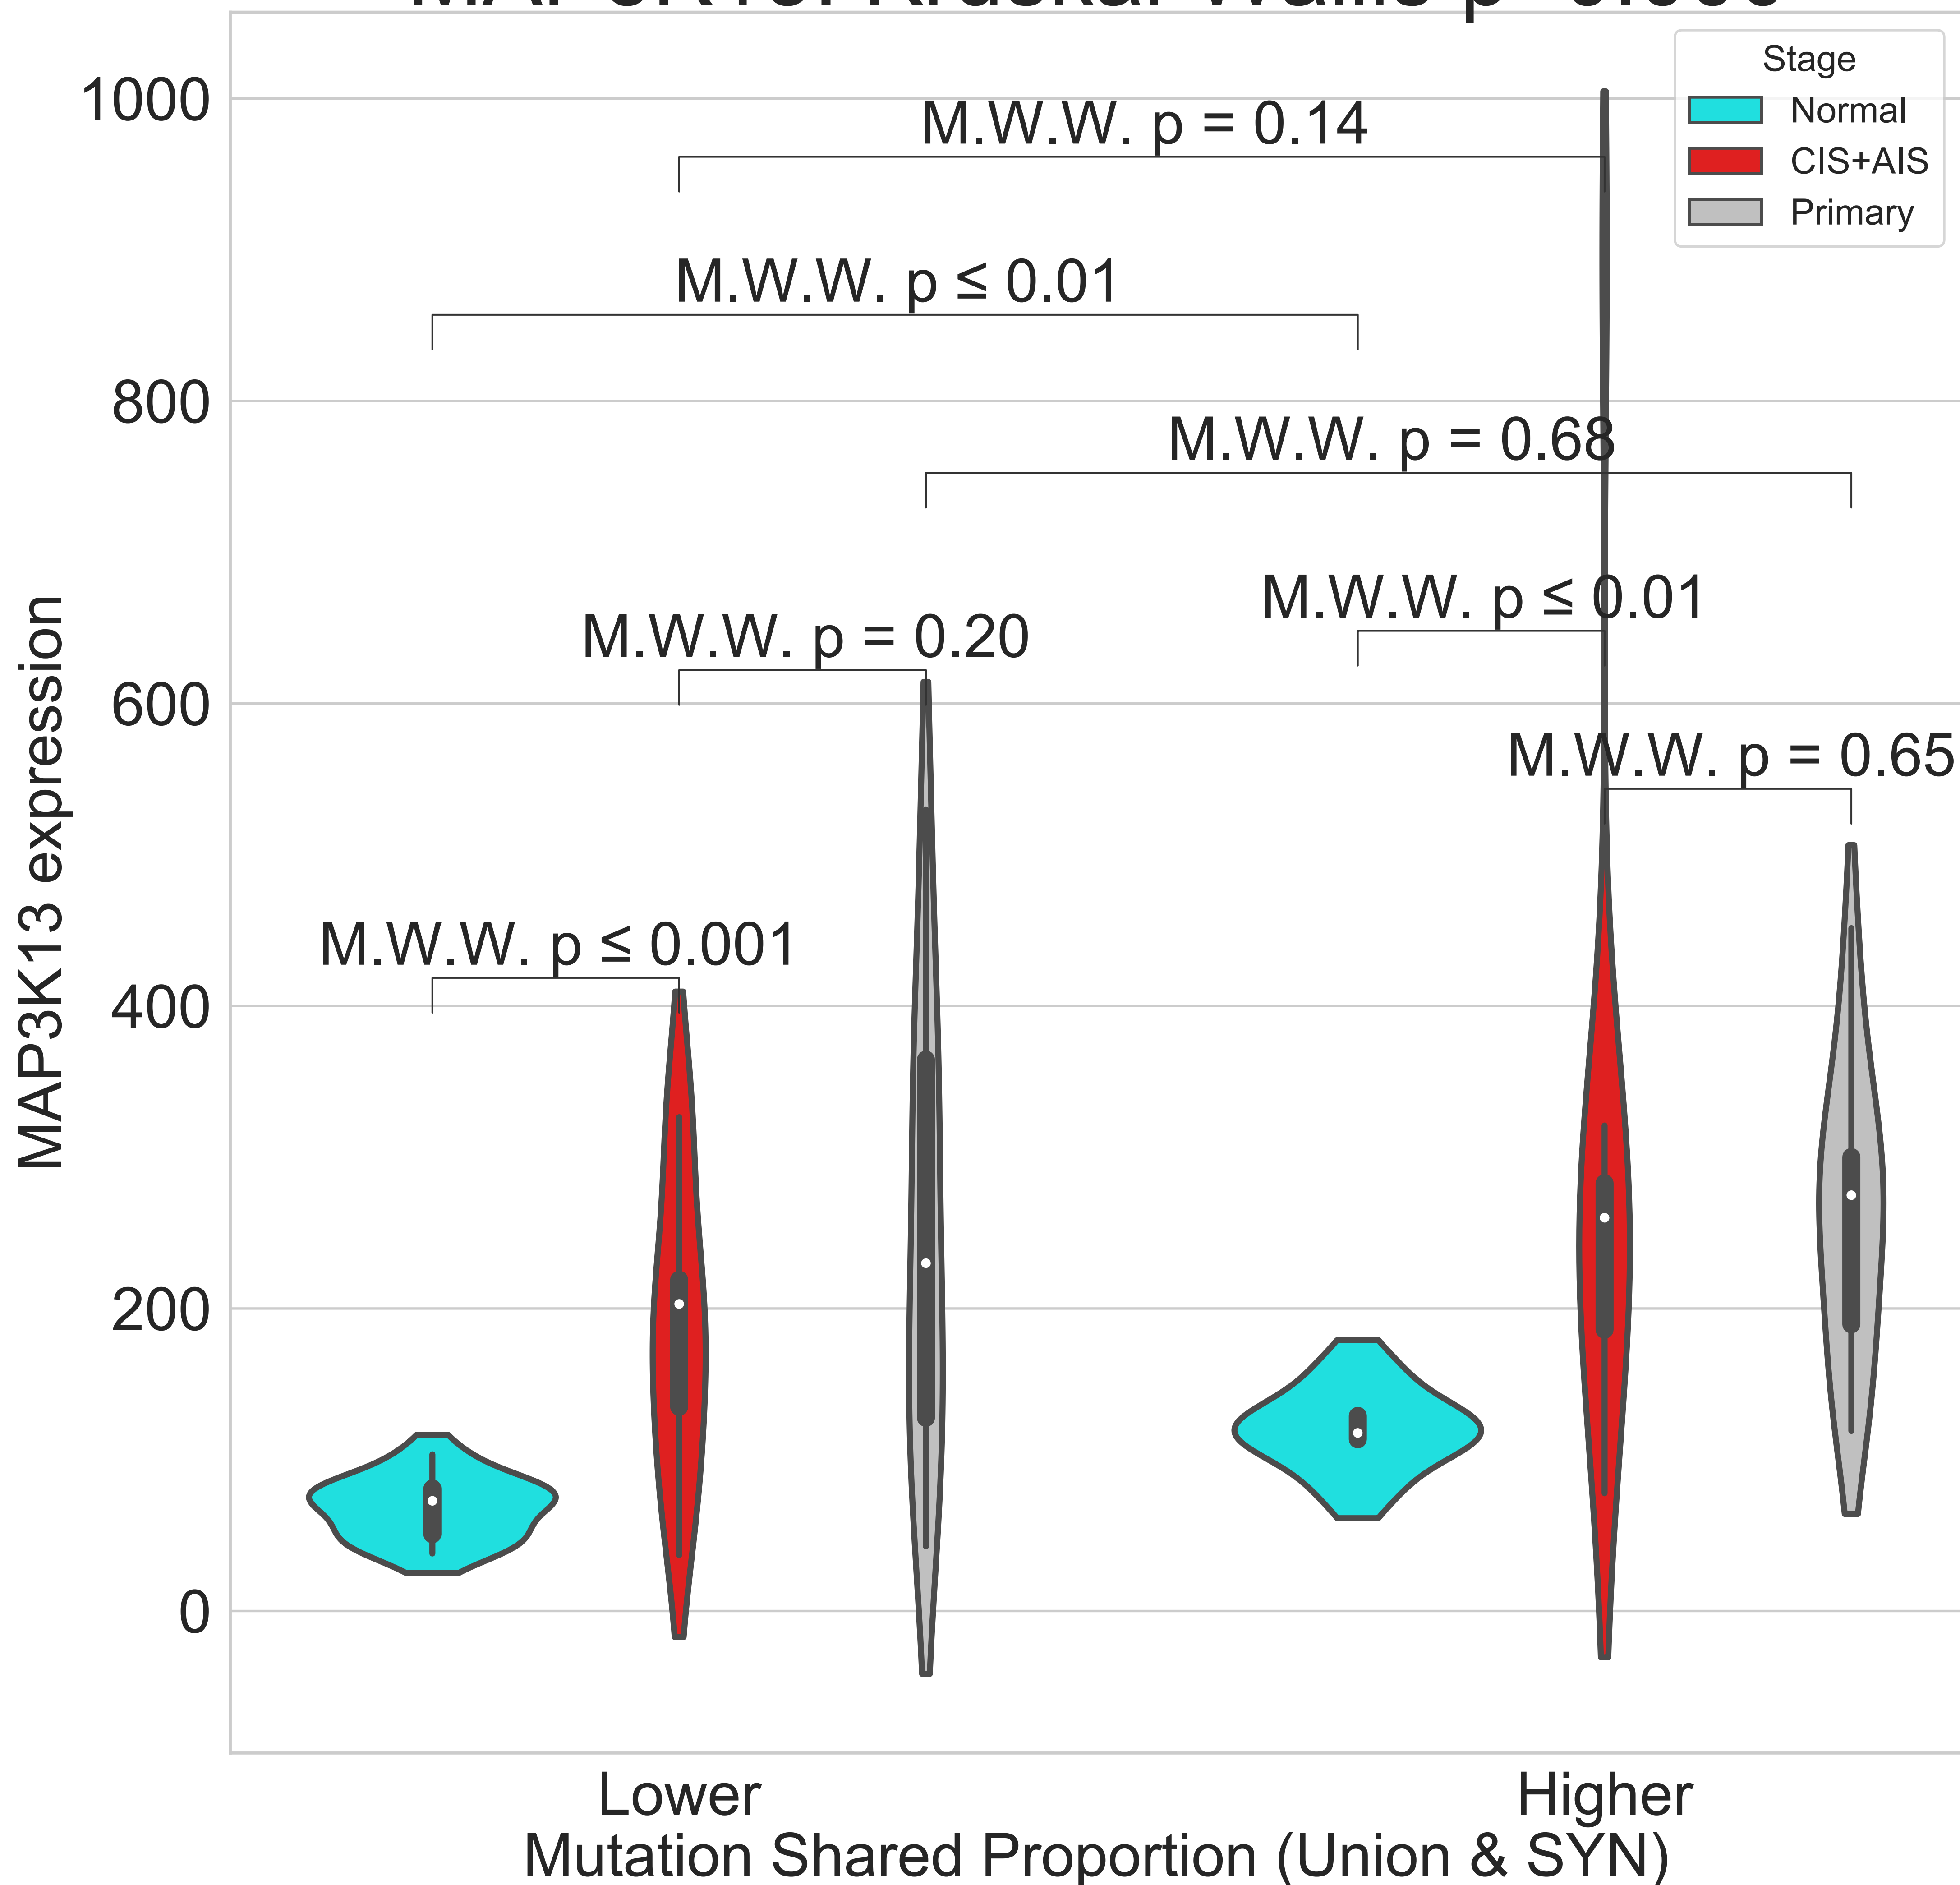 Stage
Normal
CIS+AIS
Primary
1000
800
600
400
200
0
MAP3K13 expression
M.W.W. p = 0.14
M.W.W. p ≤ 0.01
M.W.W. p = 0.68
M.W.W. p ≤ 0.01
M.W.W. p = 0.20
M.W.W. p = 0.65
M.W.W. p ≤ 0.001
Lower
Higher
Mutation Shared Proportion (Union & SYN)